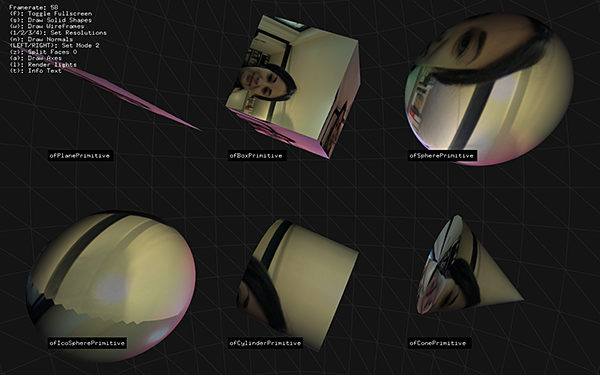 Framerate: 58
(f): Toggle Fullscreen
(s): Draw Solid Shapes
(w): Draw Wireframes
(1/2/3/4): Set Resolutions
(n): Draw Normals
(LEFT/RIGHT): Set Mode 2
(z): Split Faces 0
(a): Draw Axes
(l): Render lights
(t): Info Text
ofPlanePrimitive
ofBoxPrimitive
ofSpherePrimitive
ofIcoSpherePrimitive
ofCylinderPrimitive
ofConePrimitive